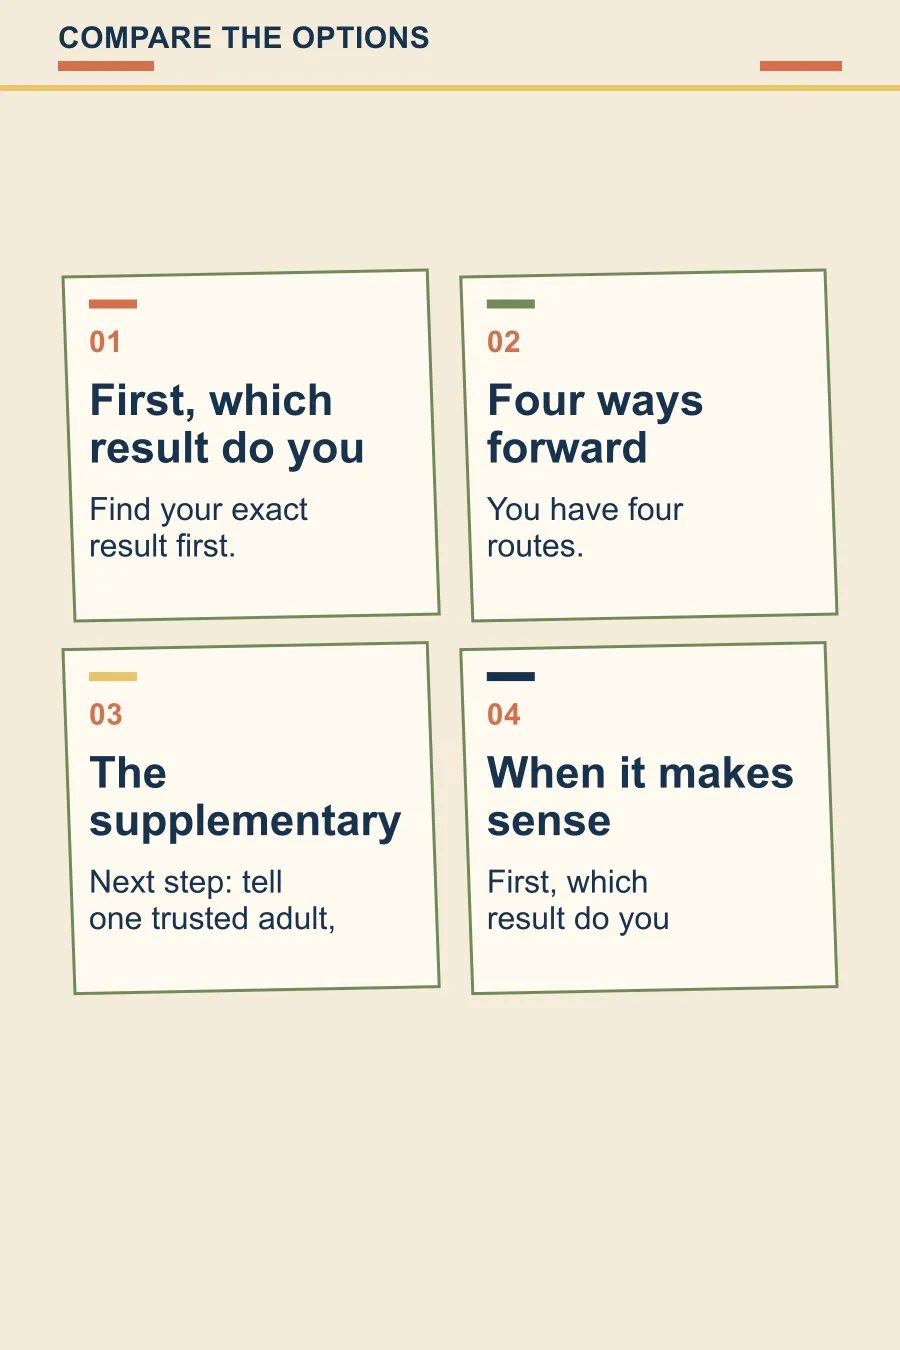 COMPARE THE OPTIONS
01
First, which
result do you
Find your exact
result first.
02
Four ways
forward
You have four
routes.
03
The
supplementary
Next step: tell
one trusted adult,
04
When it makes
sense
First, which
result do you